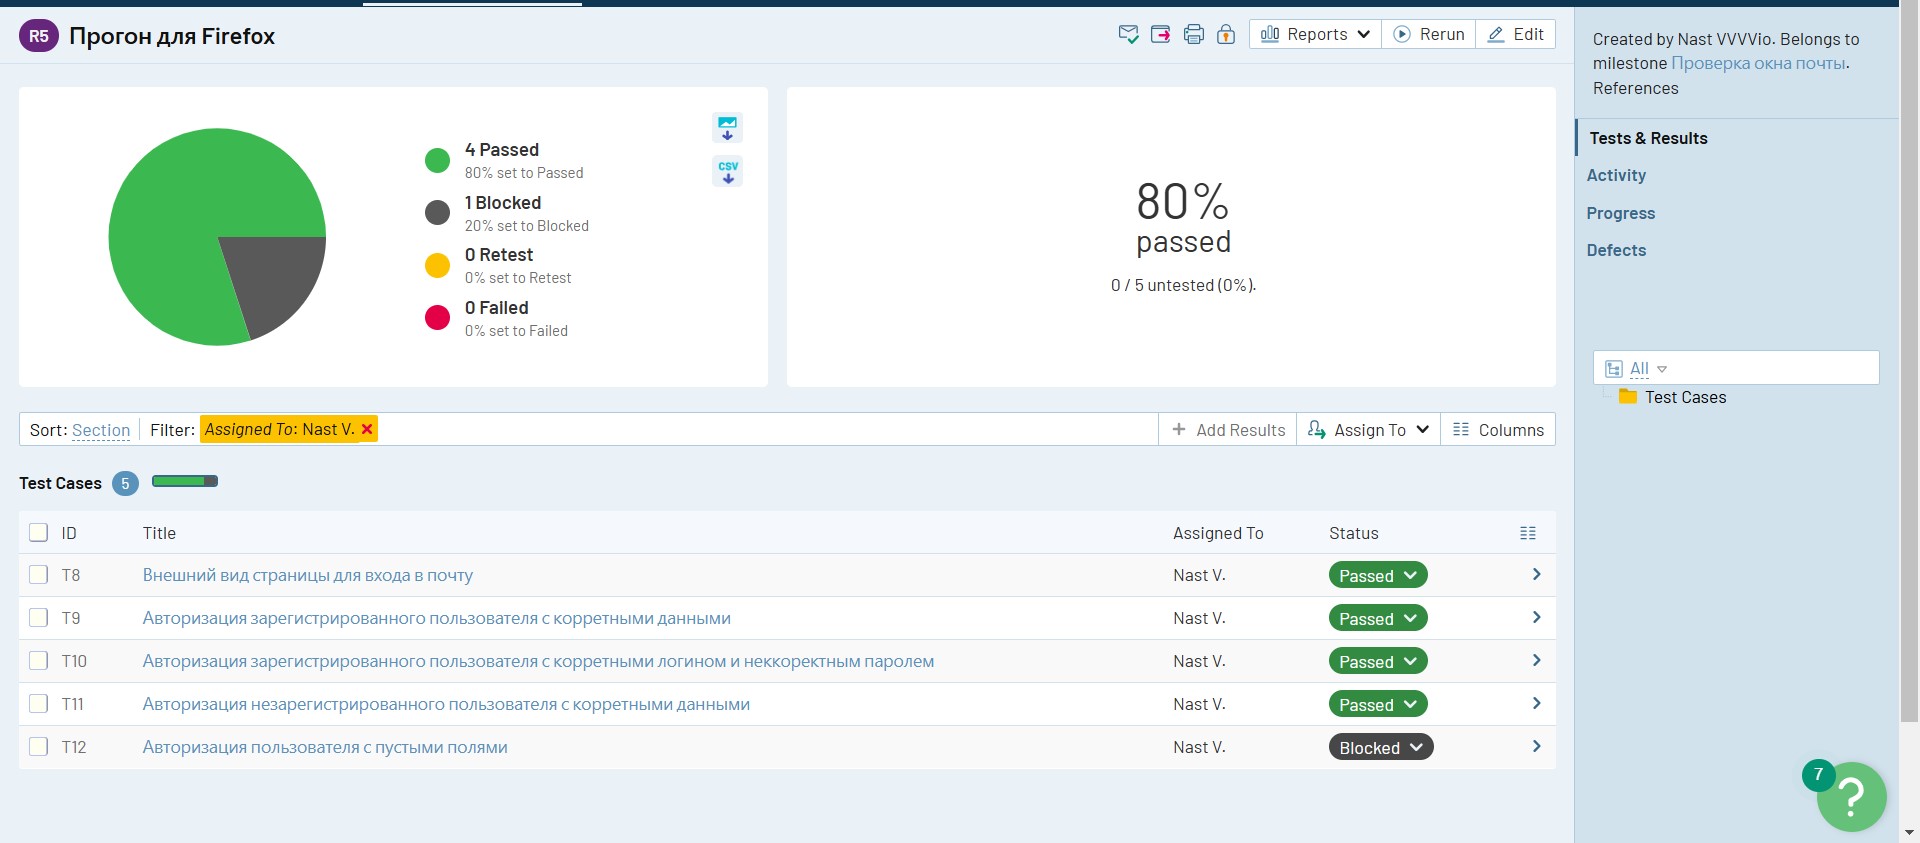 R5 Прогон для Firefox
Reports Rerun Edit
4 Passed
80% set to Passed
1 Blocked
20% set to Blocked
0 Retest
0% set to Retest
0 Failed
0% set to Failed
CSV
80%
passed
0 / 5 untested (0%).
Sort: Section Filter: Assigned To: Nast V.
Add Results Assign To Columns
Test Cases 5
ID Title Assigned To Status
T8 Внешний вид страницы для входа в почту Nast V. Passed
T9 Авторизация зарегистрированного пользователя с корретными данными Nast V. Passed
T10 Авторизация зарегистрированного пользователя с корретными логином и неккоректным паролем Nast V. Passed
T11 Авторизация незарегистрированного пользователя с корретными данными Nast V. Passed
T12 Авторизация пользователя с пустыми полями Nast V. Blocked
Created by Nast VVVVio. Belongs to
milestone Проверка окна почты.
References
Tests & Results
Activity
Progress
Defects
All
Test Cases
7
?